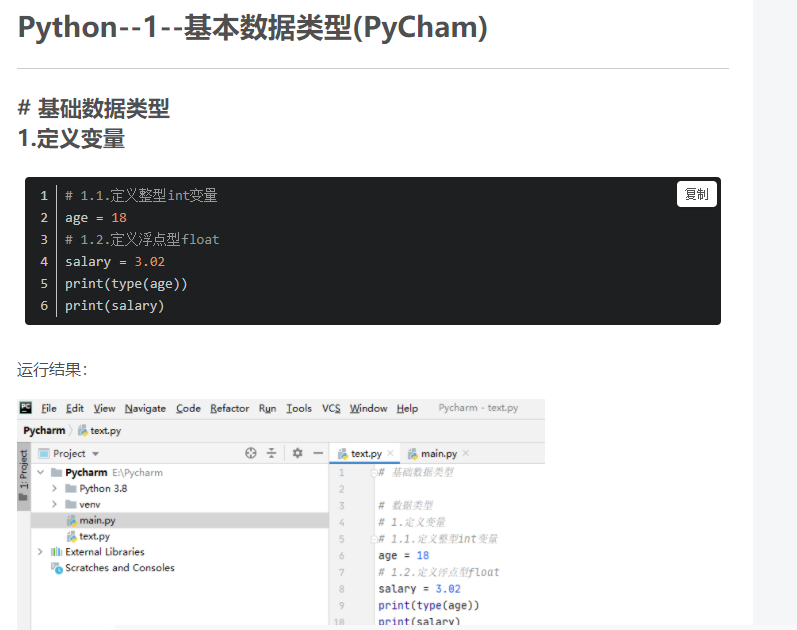 Python--1--基本数据类型(PyCham)
# 基础数据类型
1.定义变量
复制
1 # 1.1.定义整型int变量
2 age = 18
3 # 1.2.定义浮点型float
4 salary = 3.02
5 print(type(age))
6 print(salary)
运行结果：
PC File Edit View Navigate Code Refactor Run Tools VCS Window Help Pycharm - text.py
Pycharm text.py
1: Project
Project
text.py main.py
Pycharm E:\Pycharm
Python 3.8
venv
main.py
text.py
External Libraries
Scratches and Consoles
1 # 基础数据类型
2
3 # 数据类型
4 # 1.定义变量
5 # 1.1.定义整型int变量
6 age = 18
7 # 1.2.定义浮点型float
8 salary = 3.02
9 print(type(age))
10 print(salary)